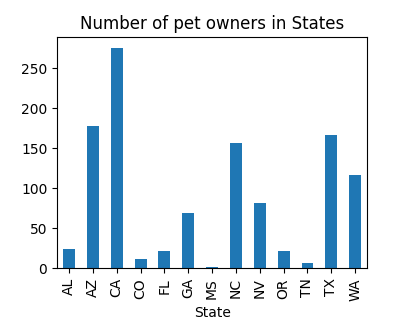 Number of pet owners in States
250
200
150
100
50
0
AL AZ CA CO FL GA MS NC NV OR TN TX WA
State